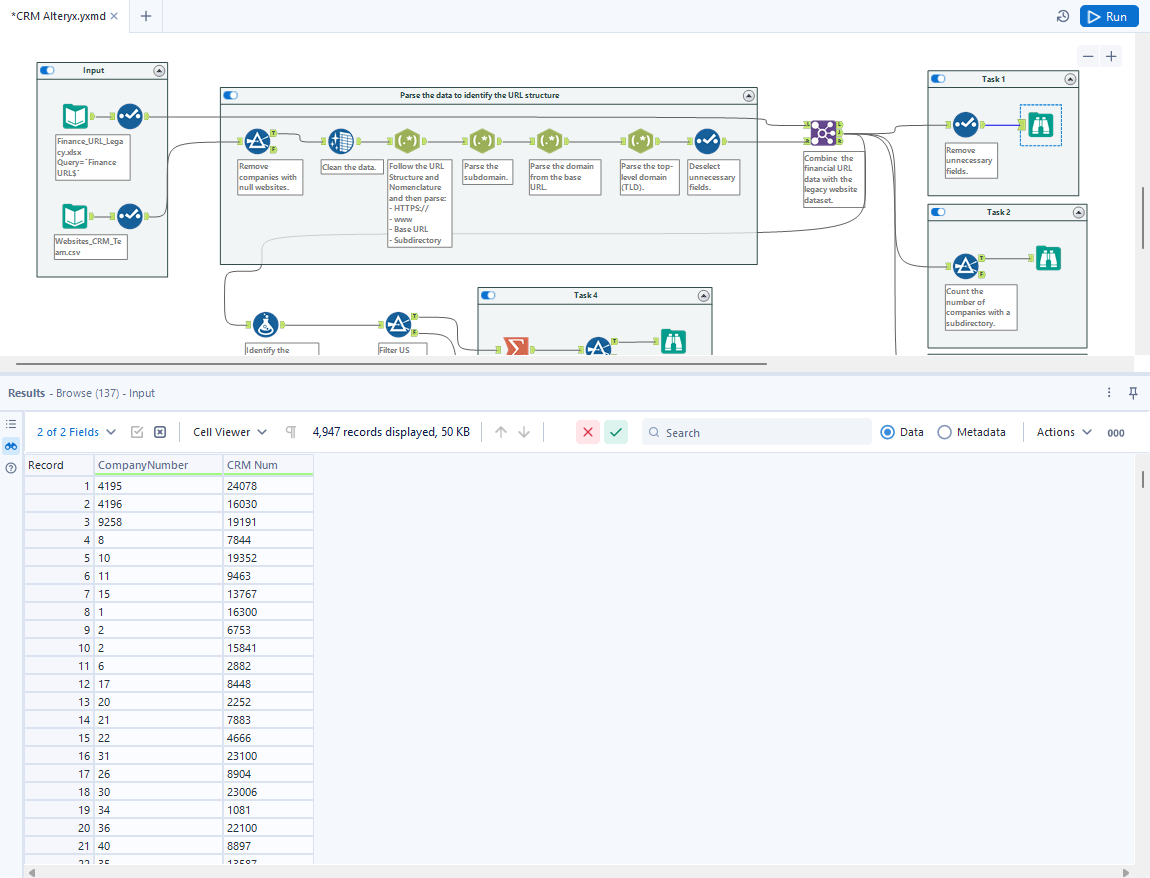 *CRM Alteryx.yxmd
Run
Input
Finance_URL_Lega
cy.xlsx
Query=`Finance
URL$`
Websites_CRM_Te
am.csv
Parse the data to identify the URL structure
Remove
companies with
null websites.
Clean the data.
Follow the URL
Structure and
Nomenclature
and then parse:
- HTTPS://
- www
- Base URL
- Subdirectory
Parse the
subdomain.
Parse the domain
from the base
URL.
Parse the top-
level domain
(TLD).
Deselect
unnecessary
fields.
Combine the
financial URL
data with the
legacy website
dataset.
Task 1
Remove
unnecessary
fields.
Task 2
Count the
number of
companies with a
subdirectory.
Identify the
Filter US
Task 4
Results - Browse (137) - Input
2 of 2 Fields
Cell Viewer
4,947 records displayed, 50 KB
Search
Data
Metadata
Actions
000
Record CompanyNumber CRM Num
1 4195 24078
2 4196 16030
3 9258 19191
4 8 7844
5 10 19352
6 11 9463
7 15 13767
8 1 16300
9 2 6753
10 2 15841
11 6 2882
12 17 8448
13 20 2252
14 21 7883
15 22 4666
16 31 23100
17 26 8904
18 30 23006
19 34 1081
20 36 22100
21 40 8897
22 35 13587